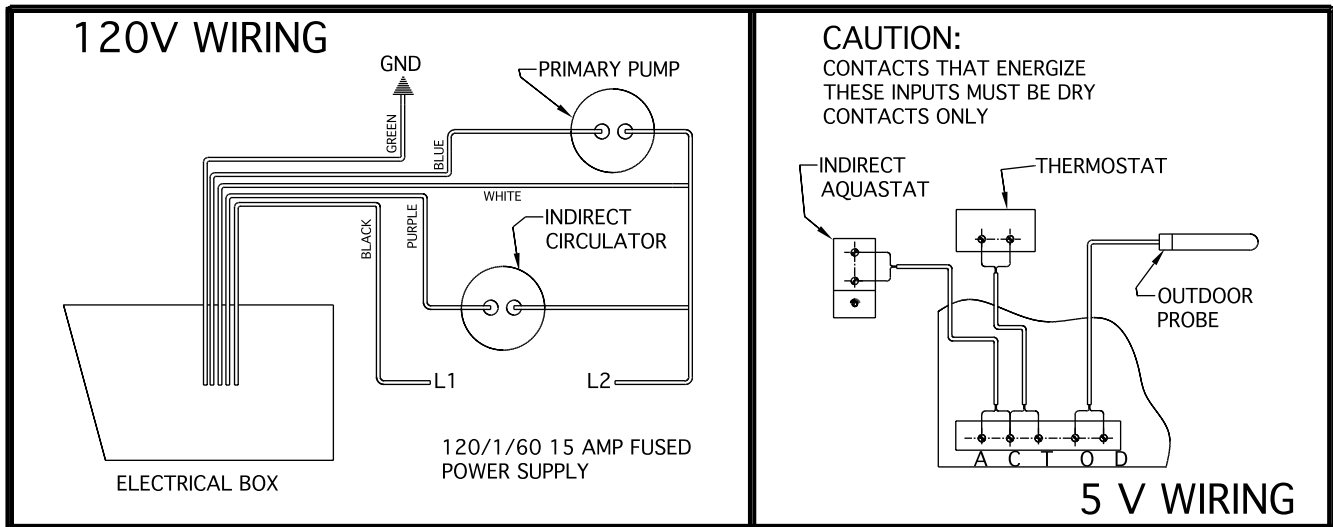 120V WIRING
GND
PRIMARY PUMP
GREEN
BLUE
WHITE
BLACK
PURPLE
INDIRECT
CIRCULATOR
L1
L2
120/1/60 15 AMP FUSED
POWER SUPPLY
ELECTRICAL BOX
CAUTION:
CONTACTS THAT ENERGIZE
THESE INPUTS MUST BE DRY
CONTACTS ONLY
INDIRECT
AQUASTAT
THERMOSTAT
OUTDOOR
PROBE
A C T O D
5 V WIRING